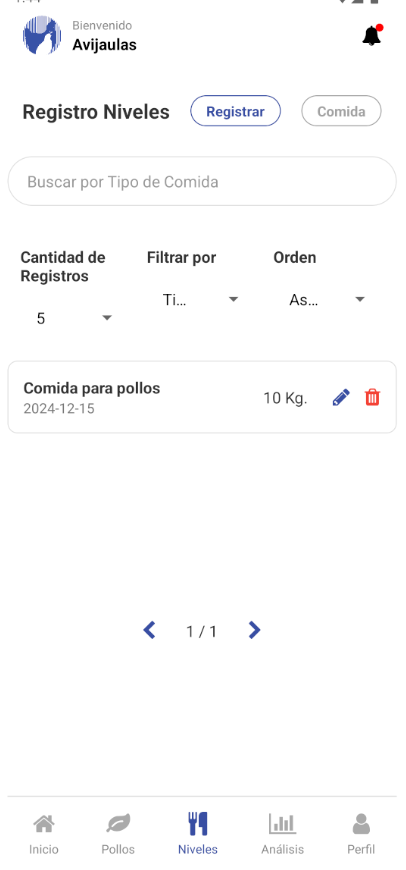 Bienvenido
Avijaulas
Registro Niveles
Registrar
Comida
Buscar por Tipo de Comida
Cantidad de
Registros
Filtrar por
Orden
5
Ti...
As...
Comida para pollos
2024-12-15
10 Kg.
1 / 1
Inicio
Pollos
Niveles
Análisis
Perfil